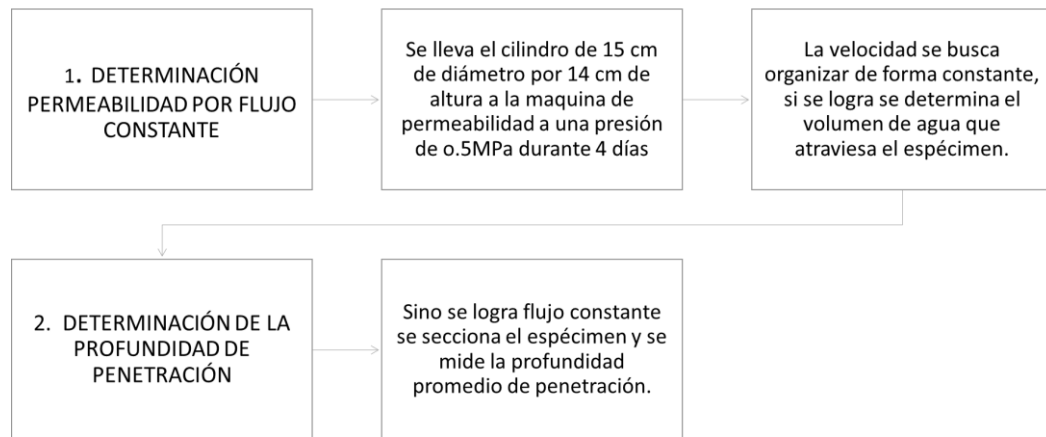 1. DETERMINACIÓN
PERMEABILIDAD POR FLUJO
CONSTANTE
Se lleva el cilindro de 15 cm
de diámetro por 14 cm de
altura a la maquina de
permeabilidad a una presión
de o.5MPa durante 4 días
La velocidad se busca
organizar de forma constante,
si se logra se determina el
volumen de agua que
atraviesa el espécimen.
2. DETERMINACIÓN DE LA
PROFUNDIDAD DE
PENETRACIÓN
Sino se logra flujo constante
se secciona el espécimen y se
mide la profundidad
promedio de penetración.